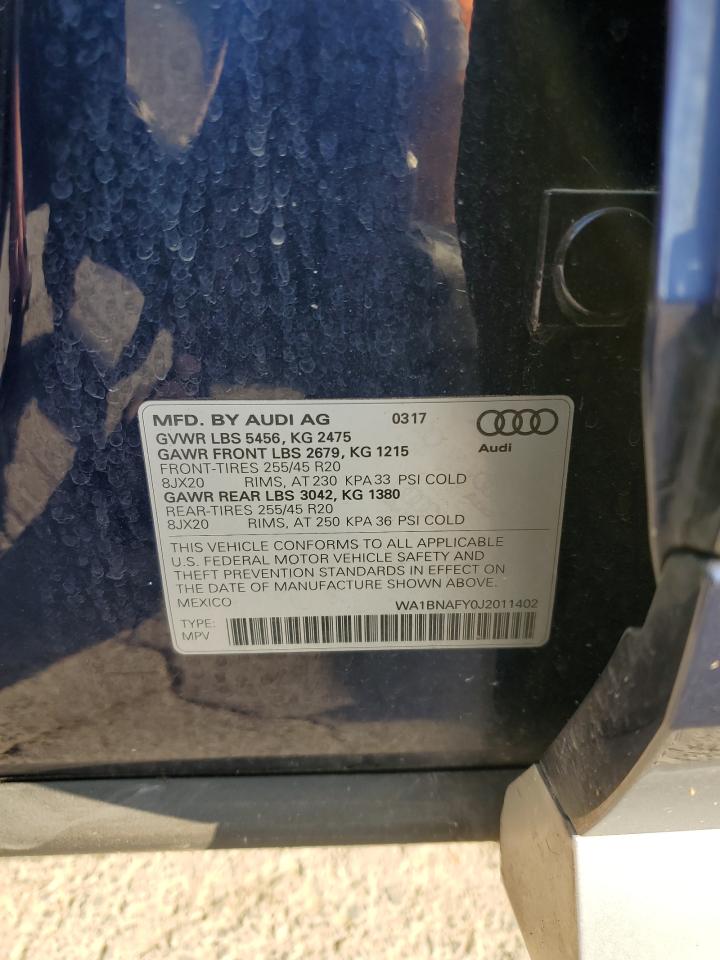 MFD. BY AUDI AG 0317
GVWR LBS 5456, KG 2475
GAWR FRONT LBS 2679, KG 1215
Audi
FRONT-TIRES 255/45 R20
8JX20 RIMS, AT 230 KPA 33 PSI COLD
GAWR REAR LBS 3042, KG 1380
REAR-TIRES 255/45 R20
8JX20 RIMS, AT 250 KPA 36 PSI COLD
THIS VEHICLE CONFORMS TO ALL APPLICABLE
U.S. FEDERAL MOTOR VEHICLE SAFETY AND
THEFT PREVENTION STANDARDS IN EFFECT ON
THE DATE OF MANUFACTURE SHOWN ABOVE.
MEXICO WA1BNAFY0J2011402
TYPE:
MPV